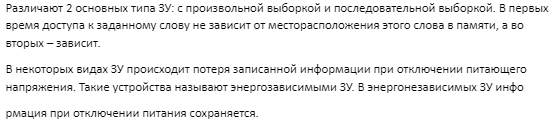 Различают 2 основных типа ЗУ: с произвольной выборкой и последовательной выборкой. В первых
время доступа к заданному слову не зависит от месторасположения этого слова в памяти, а во
вторых – зависит.
В некоторых видах ЗУ происходит потеря записанной информации при отключении питающего
напряжения. Такие устройства называют энергозависимыми ЗУ. В энергонезависимых ЗУ инфо
рмация при отключении питания сохраняется.